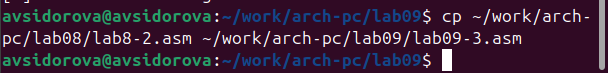 avsidorova@avsidorova:~/work/arch-pc/lab09$ cp ~/work/arch-
pc/lab08/lab8-2.asm ~/work/arch-pc/lab09/lab09-3.asm
avsidorova@avsidorova:~/work/arch-pc/lab09$